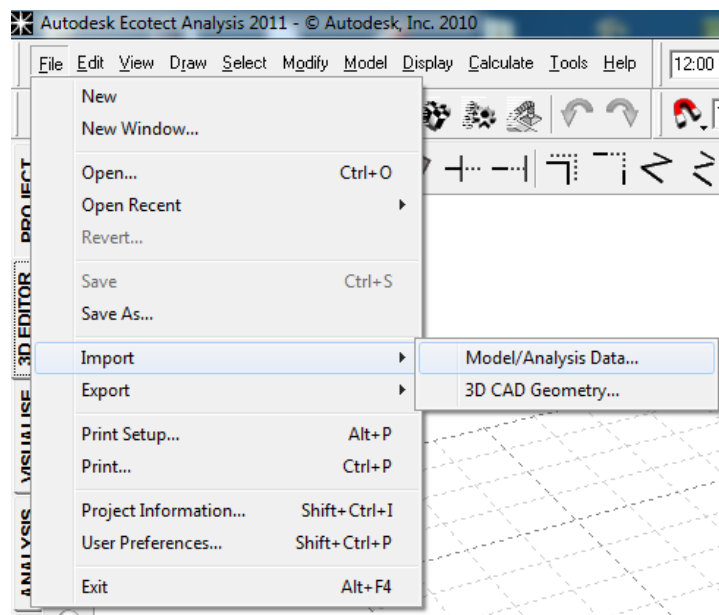 Autodesk Ecotect Analysis 2011 - © Autodesk, Inc. 2010
File Edit View Draw Select Modify Model Display Calculate Tools Help 12:00
New
New Window...
Open... Ctrl+O
Open Recent
Revert...
Save Ctrl+S
Save As...
Import
Model/Analysis Data...
Export
3D CAD Geometry...
Print Setup... Alt+P
Print... Ctrl+P
Project Information... Shift+Ctrl+I
User Preferences... Shift+Ctrl+P
Exit Alt+F4
PROJECT
3D EDITOR
VISUALISE
ANALYSIS